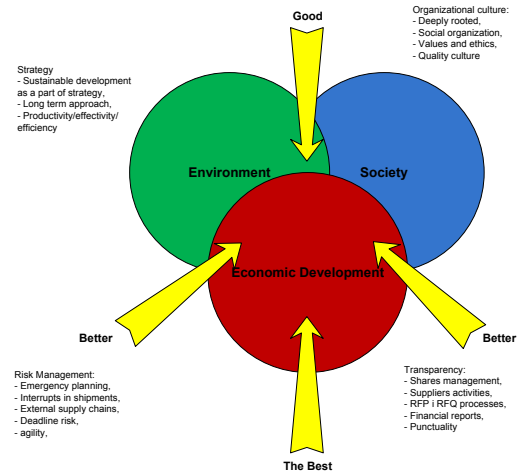 Good
Organizational culture:
- Deeply rooted,
- Social organization,
- Values and ethics,
- Quality culture
Strategy
- Sustainable development
as a part of strategy,
- Long term approach,
- Productivity/effectivity/
efficiency
Environment
Society
Economic Development
Better
Better
Risk Management:
- Emergency planning,
- Interrupts in shipments,
- External supply chains,
- Deadline risk,
- agility,
Transparency:
- Shares management,
- Suppliers activities,
- RFP i RFQ processes,
- Financial reports,
- Punctuality
The Best